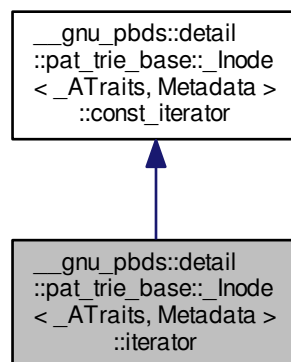 __gnu_pbds::detail
::pat_trie_base::_Inode
< _ATraits, Metadata >
::const_iterator
__gnu_pbds::detail
::pat_trie_base::_Inode
< _ATraits, Metadata >
::iterator